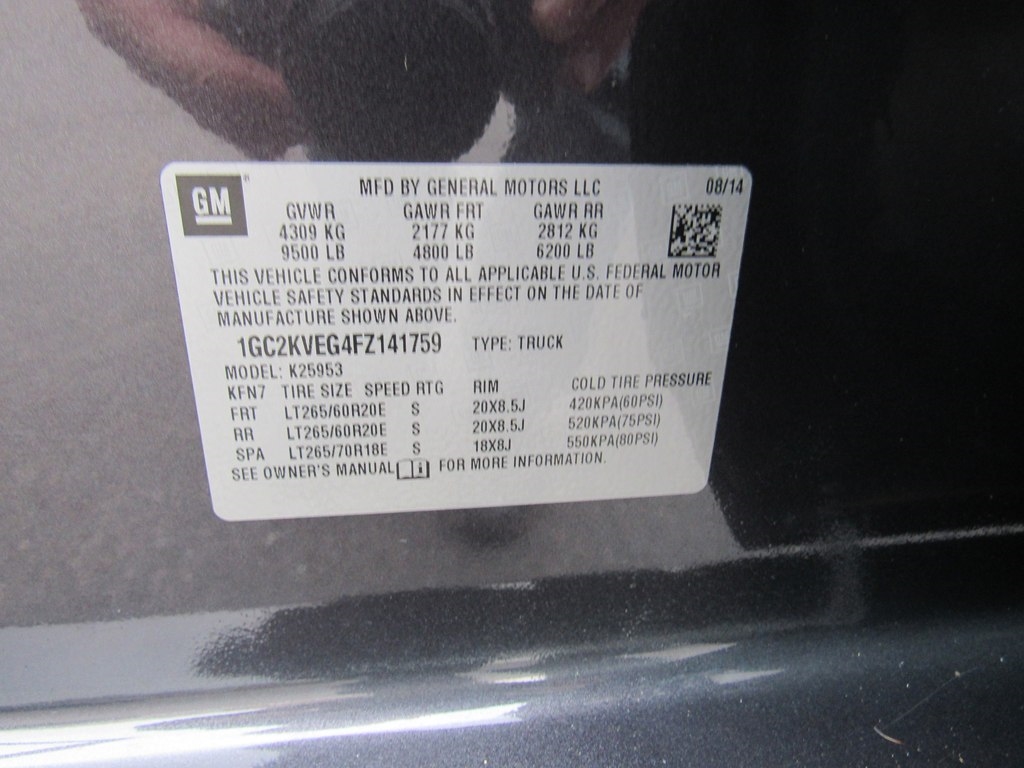 GM® MFD BY GENERAL MOTORS LLC 08/14
GVWR GAWR FRT GAWR RR
4309 KG 2177 KG 2812 KG
9500 LB 4800 LB 6200 LB
THIS VEHICLE CONFORMS TO ALL APPLICABLE U.S. FEDERAL MOTOR
VEHICLE SAFETY STANDARDS IN EFFECT ON THE DATE OF
MANUFACTURE SHOWN ABOVE.
1GC2KVEG4FZ141759 TYPE: TRUCK
MODEL: K25953
KFN7 TIRE SIZE SPEED RTG RIM COLD TIRE PRESSURE
FRT LT265/60R20E S 20X8.5J 420KPA(60PSI)
RR LT265/60R20E S 20X8.5J 520KPA(75PSI)
SPA LT265/70R18E S 18X8J 550KPA(80PSI)
SEE OWNER'S MANUAL FOR MORE INFORMATION.